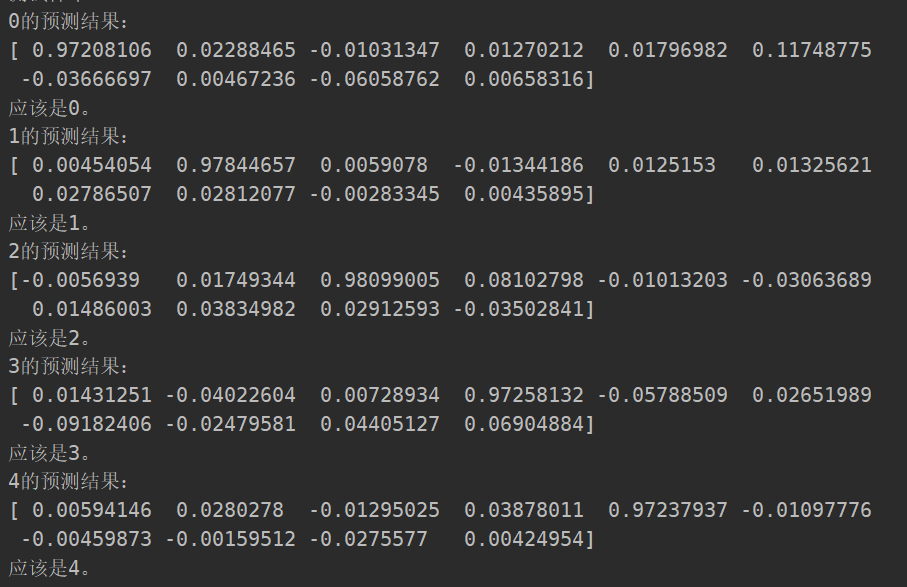 0的预测结果:
[ 0.97208106  0.02288465 -0.01031347  0.01270212  0.01796982  0.11748775
 -0.03666697  0.00467236 -0.06058762  0.00658316]
应该是0。
1的预测结果:
[ 0.00454054  0.97844657  0.0059078  -0.01344186  0.0125153   0.01325621
  0.02786507  0.02812077 -0.00283345  0.00435895]
应该是1。
2的预测结果:
[-0.0056939   0.01749344  0.98099005  0.08102798 -0.01013203 -0.03063689
  0.01486003  0.03834982  0.02912593 -0.03502841]
应该是2。
3的预测结果:
[ 0.01431251 -0.04022604  0.00728934  0.97258132 -0.05788509  0.02651989
 -0.09182406 -0.02479581  0.04405127  0.06904884]
应该是3。
4的预测结果:
[ 0.00594146  0.0280278  -0.01295025  0.03878011  0.97237937 -0.01097776
 -0.00459873 -0.00159512 -0.0275577   0.00424954]
应该是4。